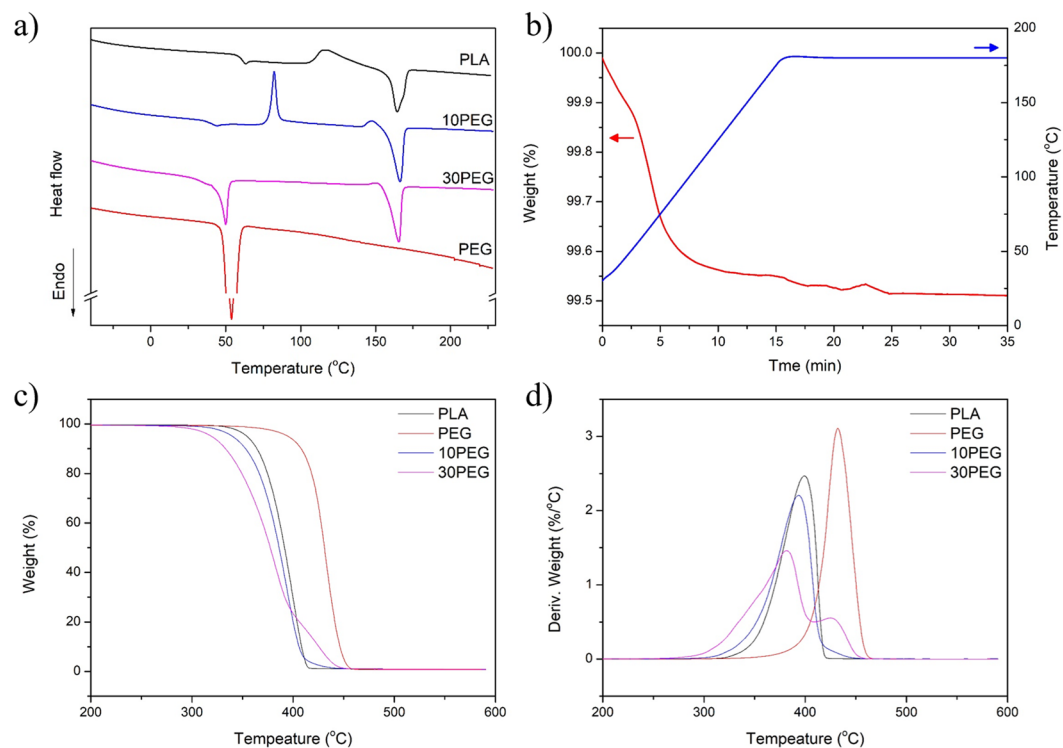 a)
PLA
10PEG
30PEG
PEG
Heat flow
Endo
0 50 100 150 200
Temperature (°C)
b)
100.0
99.9
99.8
99.7
99.6
99.5
Weight (%)
0 5 10 15 20 25 30 35
Tme (min)
200
150
100
50
0
Temperature (°C)
c)
PLA
PEG
10PEG
30PEG
100
80
60
40
20
0
Weight (%)
200 300 400 500 600
Tempeature (°C)
d)
PLA
PEG
10PEG
30PEG
3
2
1
0
Deriv. Weight (%/°C)
200 300 400 500 600
Tempeature (°C)